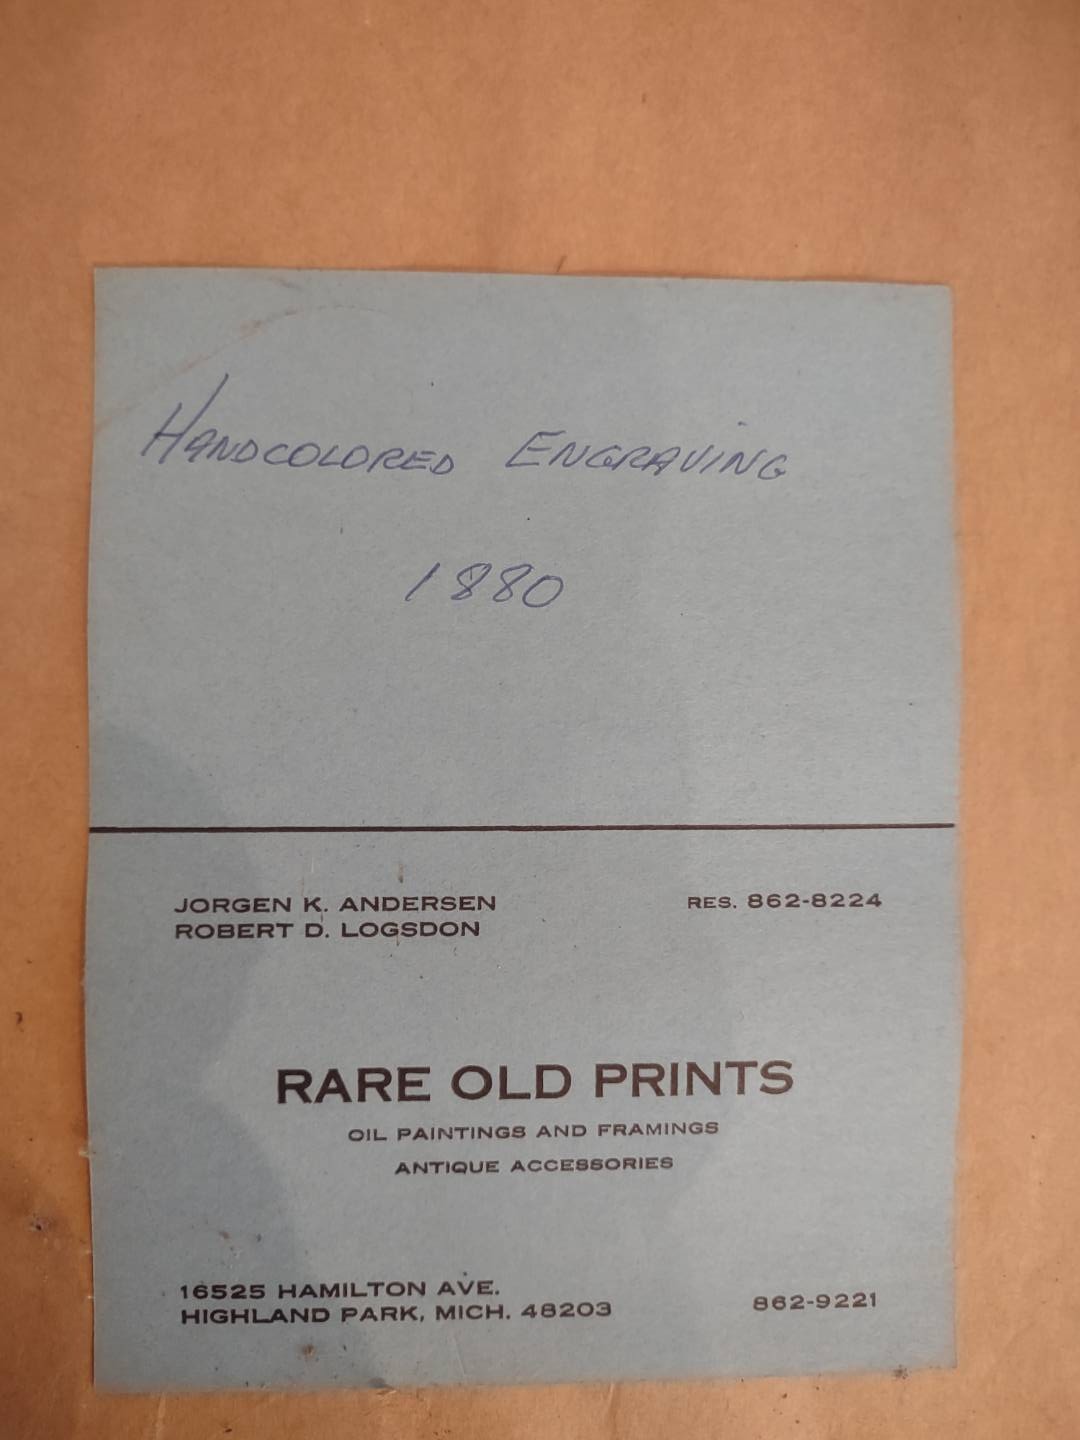 HANDCOLORED ENGRAVING
1880
JORGEN K. ANDERSEN
ROBERT D. LOGSDON
RES. 862-8224
RARE OLD PRINTS
OIL PAINTINGS AND FRAMINGS
ANTIQUE ACCESSORIES
16525 HAMILTON AVE.
HIGHLAND PARK, MICH. 48203
862-9221